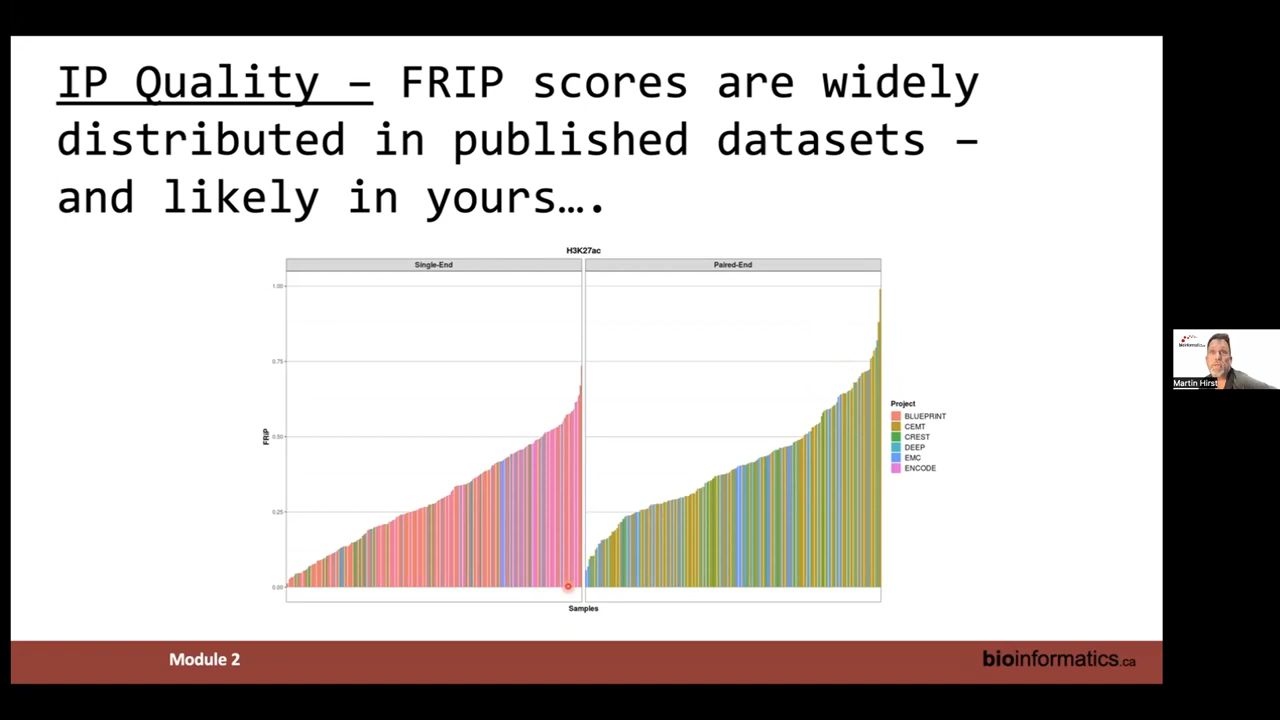 IP Quality – FRIP scores are widely
distributed in published datasets –
and likely in yours….
H3K27ac
Single-End
Paired-End
1.00
0.75
0.50
0.25
0.00
FRiP
Samples
Project
BLUEPRINT
CEMT
CREST
DEEP
EMC
ENCODE
bioinformatics.ca
Martin Hirst
Module 2
bioinformatics.ca